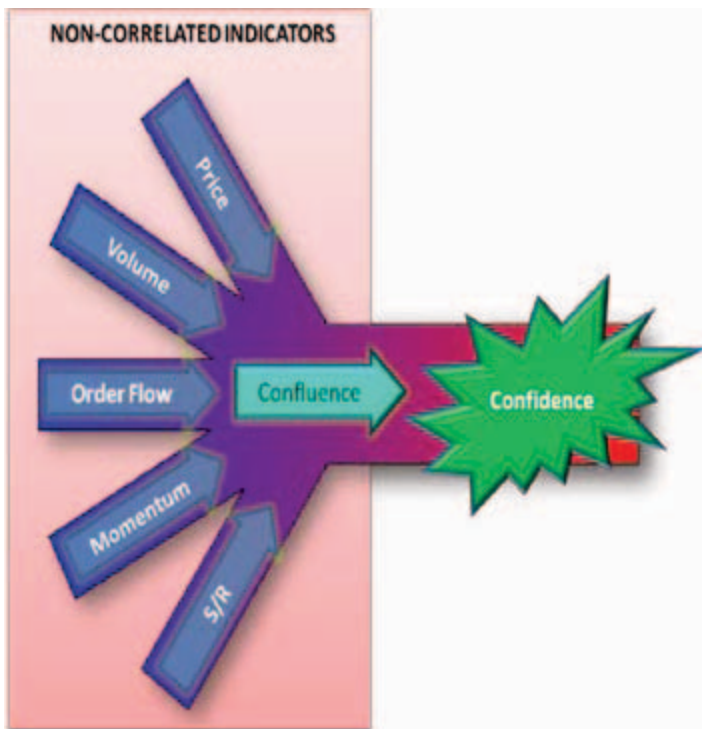 NON-CORRELATED INDICATORS
Price
Volume
Order Flow
Momentum
S/R
Confluence
Confidence